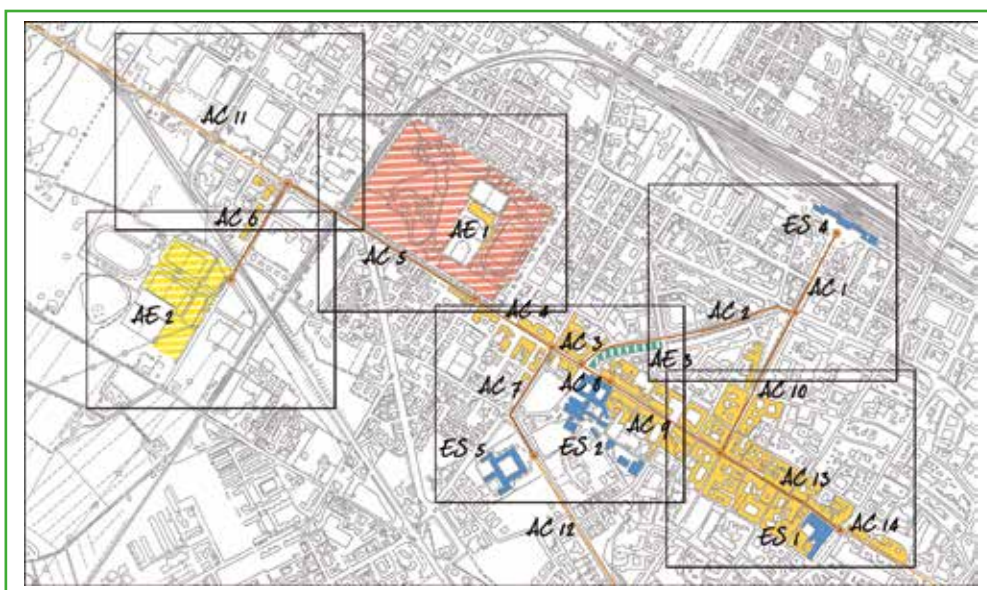 AC 11
AC 6
AE 1
ES 4
AC 5
AE 2
AC 4
AC 2
AC 1
AC 3
AE 3
AC 7
AC 8
AC 10
AC 9
ES 5
ES 2
AC 13
AC 12
ES 1
AC 14